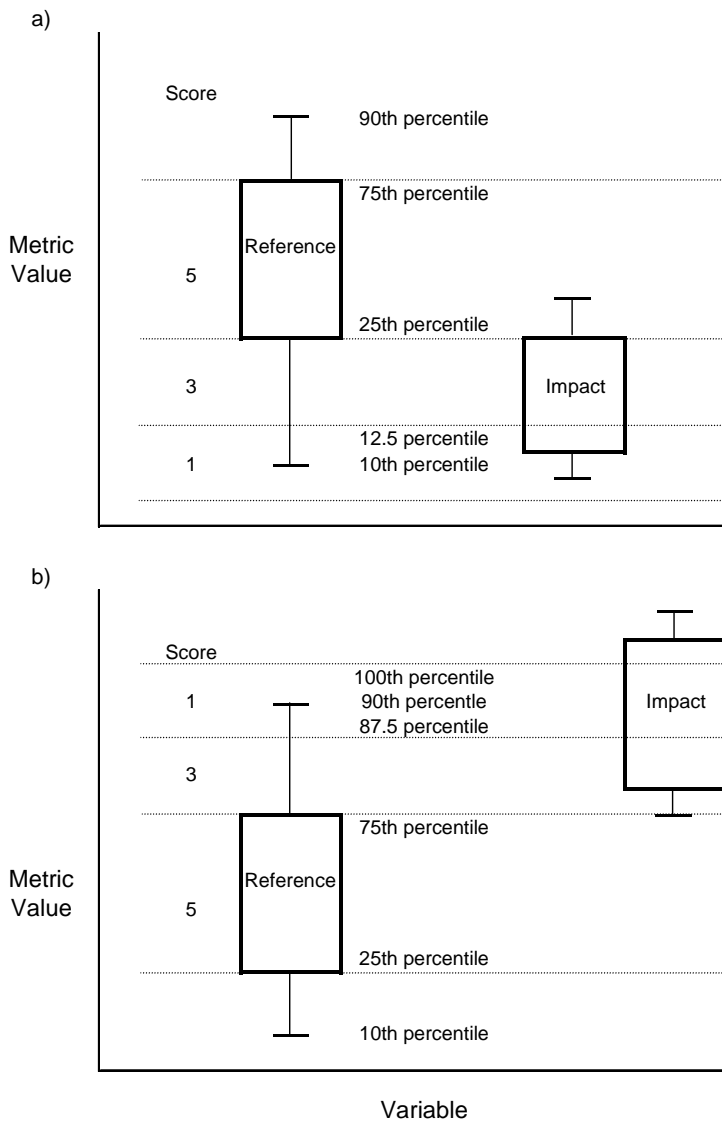 a)
Score
90th percentile
75th percentile
Metric
Value
Reference
5
25th percentile
3
Impact
12.5 percentile
1
10th percentile
b)
Score
100th percentile
1
90th percentle
Impact
87.5 percentile
3
75th percentile
Metric
Value
Reference
5
25th percentile
10th percentile
Variable